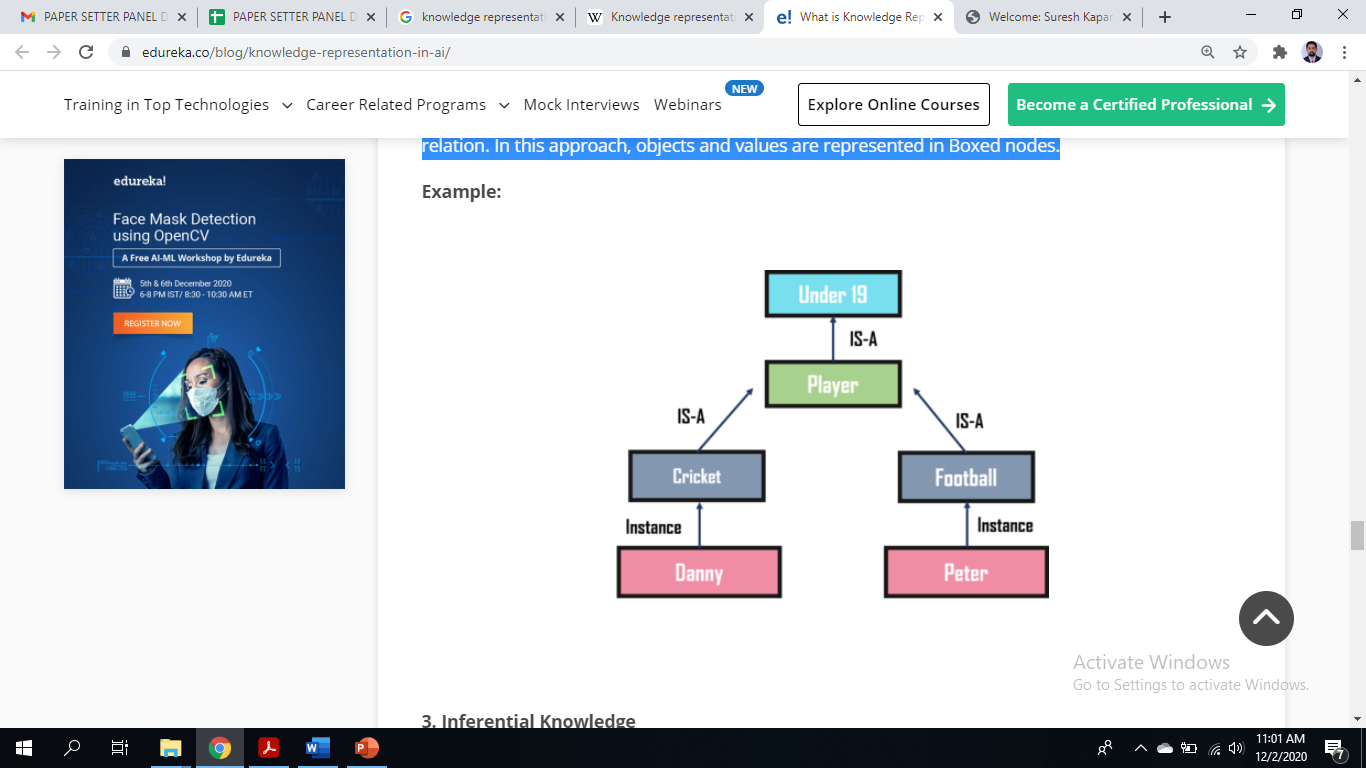 PAPER SETTER PANEL D
PAPER SETTER PANEL D
knowledge representati
Knowledge representati
What is Knowledge Rep
Welcome: Suresh Kapar
edureka.co/blog/knowledge-representation-in-ai/
Training in Top Technologies
Career Related Programs
Mock Interviews
Webinars
NEW
Explore Online Courses
Become a Certified Professional
relation. In this approach, objects and values are represented in Boxed nodes.
Example:
edureka!
Face Mask Detection
using OpenCV
A Free AI-ML Workshop by Edureka
5th & 6th December 2020
6-8 PM IST/ 8:30 - 10:30 AM ET
REGISTER NOW
Under 19
IS-A
Player
IS-A
IS-A
Cricket
Football
Instance
Instance
Danny
Peter
Activate Windows
Go to Settings to activate Windows.
3. Inferential Knowledge
11:01 AM
12/2/2020
7